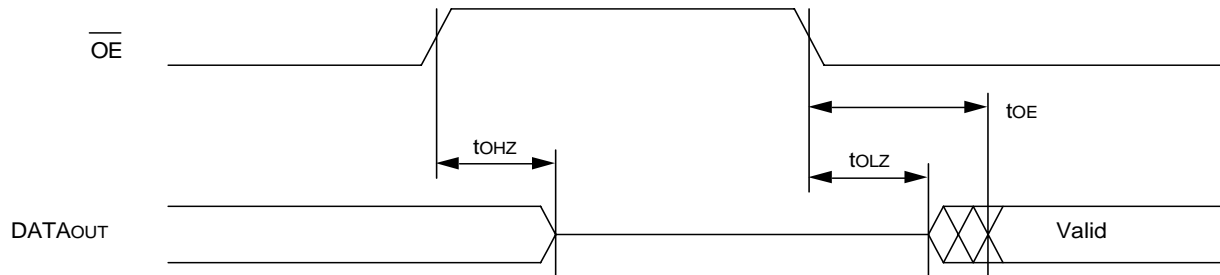 OE
tOE
tOHZ
tOLZ
DATAOUT
Valid